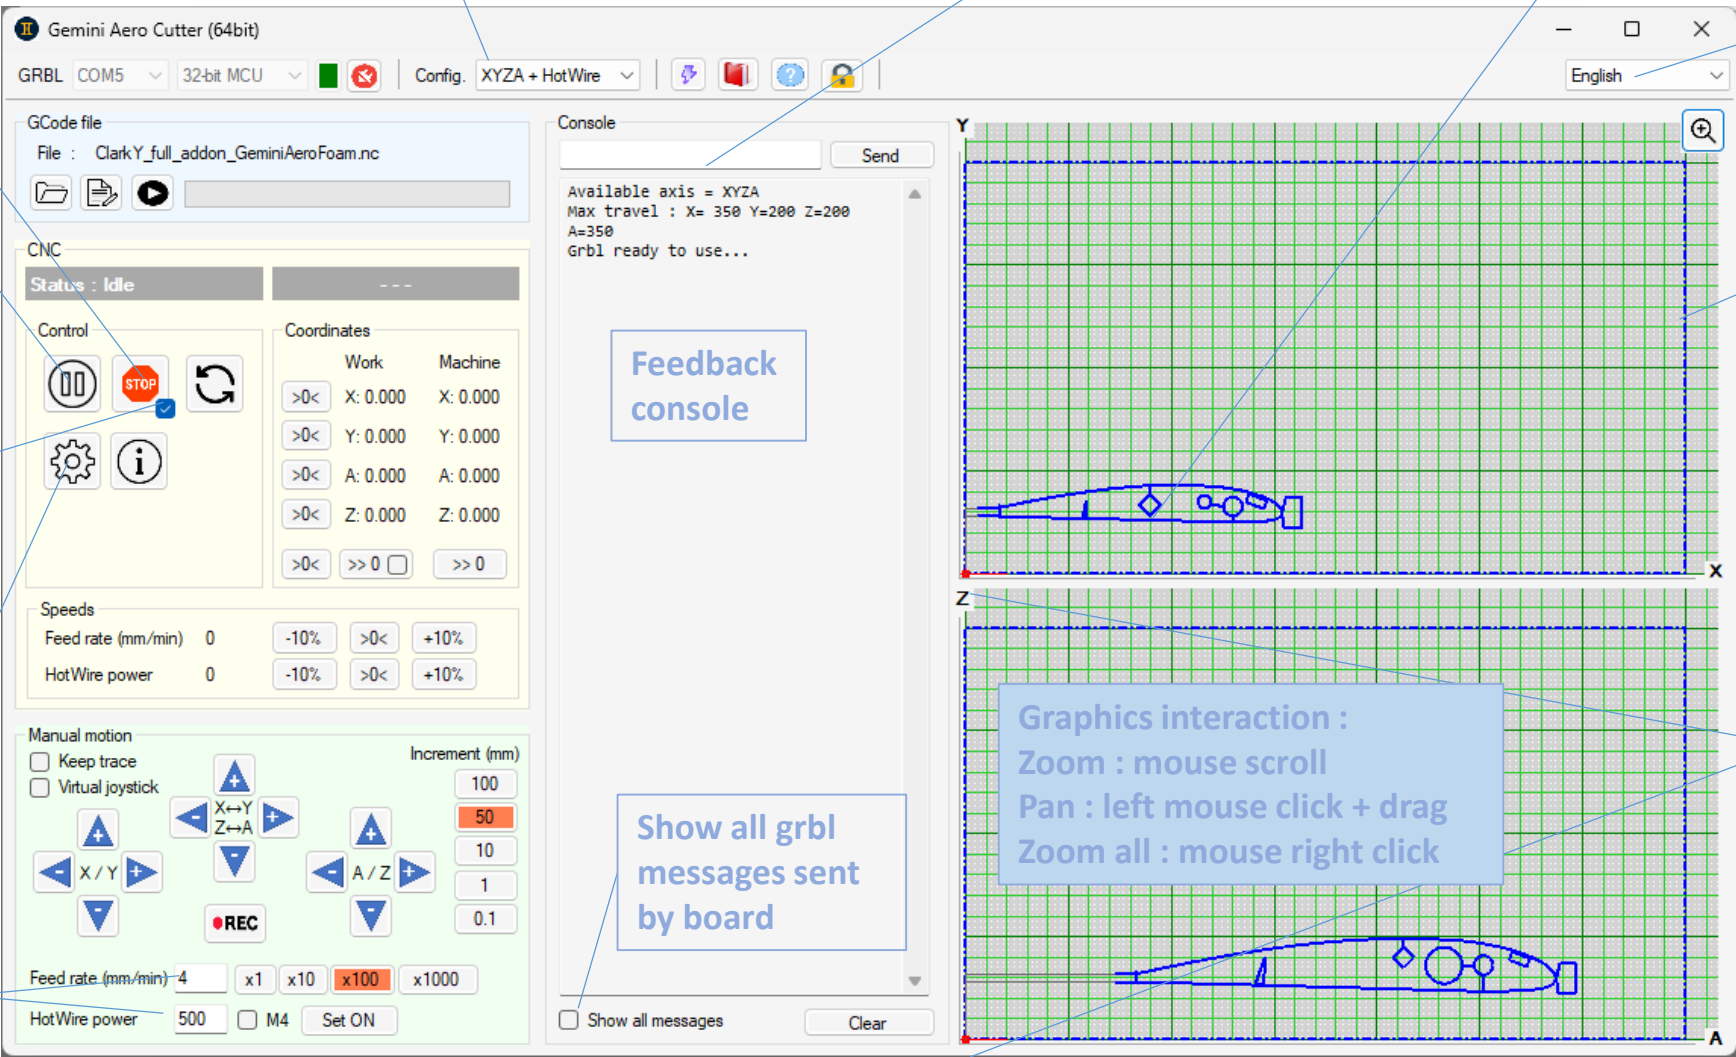 Gemini Aero Cutter (64bit)
GRBL COM5 32-bit MCU Config. XYZA + HotWire English
GCode file
File : ClarkY_full_addon_GeminiAeroFoam.nc
CNC
Status : Idle - - -
Control
STOP
Coordinates
Work Machine
>0< X: 0.000 X: 0.000
>0< Y: 0.000 Y: 0.000
>0< A: 0.000 A: 0.000
>0< Z: 0.000 Z: 0.000
>0< >> 0 >> 0
Speeds
Feed rate (mm/min) 0 -10% >0< +10%
HotWire power 0 -10% >0< +10%
Manual motion
Keep trace
Virtual joystick
X↔Y
Z↔A
X / Y
A / Z
REC
Increment (mm)
100
50
10
1
0.1
Feed rate (mm/min) 4 x1 x10 x100 x1000
HotWire power 500 M4 Set ON
Console
Send
Available axis = XYZA
Max travel : X= 350 Y=200 Z=200
A=350
Grbl ready to use...
Feedback
console
Show all grbl
messages sent
by board
Show all messages Clear
Y
X
Z
Graphics interaction :
Zoom : mouse scroll
Pan : left mouse click + drag
Zoom all : mouse right click
A